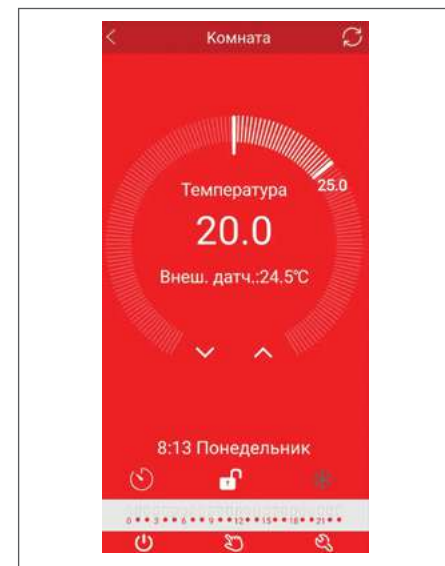 Комната
25.0
Температура
20.0
Внеш. датч.:24.5°C
8:13 Понедельник
0 3 6 9 12 15 18 21